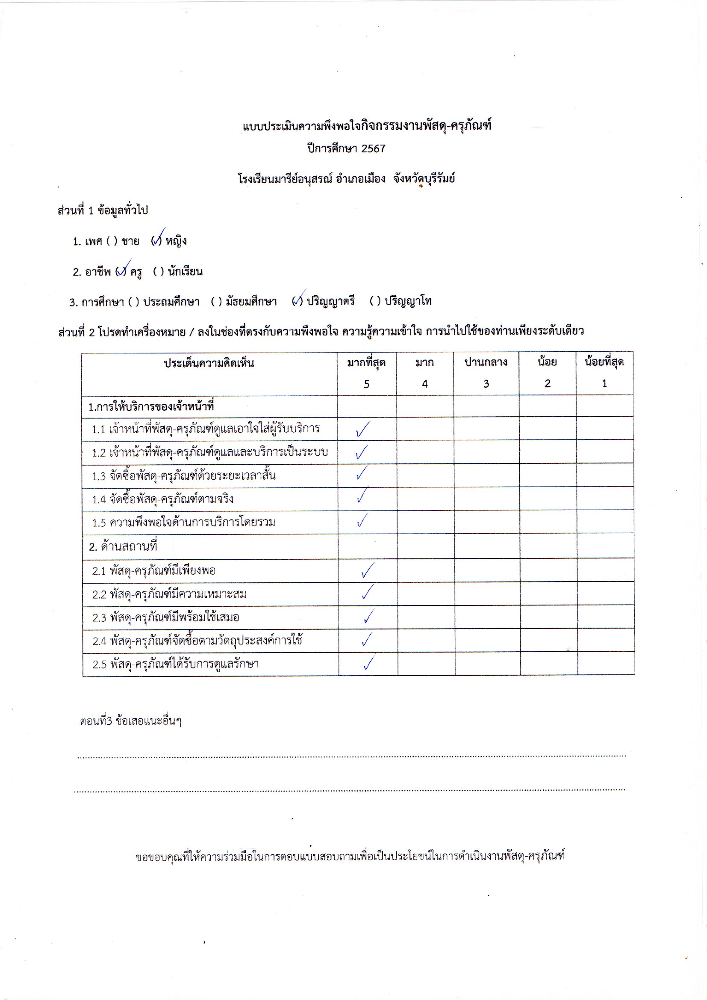 แบบประเมินความพึงพอใจกิจกรรมงานพัสดุ-ครุภัณฑ์
ปีการศึกษา 2567
โรงเรียนมารีย์อนุสรณ์ อำเภอเมือง จังหวัดบุรีรัมย์
ส่วนที่ 1 ข้อมูลทั่วไป
1. เพศ ( ) ชาย (✓) หญิง
2. อาชีพ (✓) ครู ( ) นักเรียน
3. การศึกษา ( ) ประถมศึกษา ( ) มัธยมศึกษา (✓) ปริญญาตรี ( ) ปริญญาโท
ส่วนที่ 2 โปรดทำเครื่องหมาย / ลงในช่องที่ตรงกับความพึงพอใจ ความรู้ความเข้าใจ การนำไปใช้ของท่านเพียงระดับเดียว
ประเด็นความคิดเห็น มากที่สุด มาก ปานกลาง น้อย น้อยที่สุด
5 4 3 2 1
1.การให้บริการของเจ้าหน้าที่
1.1 เจ้าหน้าที่พัสดุ-ครุภัณฑ์ดูแลเอาใจใส่ผู้รับบริการ ✓
1.2 เจ้าหน้าที่พัสดุ-ครุภัณฑ์ดูแลและบริการเป็นระบบ ✓
1.3 จัดซื้อพัสดุ-ครุภัณฑ์ด้วยระยะเวลาสั้น ✓
1.4 จัดซื้อพัสดุ-ครุภัณฑ์ตามจริง ✓
1.5 ความพึงพอใจด้านการบริการโดยรวม ✓
2. ด้านสถานที่
2.1 พัสดุ-ครุภัณฑ์มีเพียงพอ ✓
2.2 พัสดุ-ครุภัณฑ์มีความเหมาะสม ✓
2.3 พัสดุ-ครุภัณฑ์มีพร้อมใช้เสมอ ✓
2.4 พัสดุ-ครุภัณฑ์จัดซื้อตามวัตถุประสงค์การใช้ ✓
2.5 พัสดุ-ครุภัณฑ์ได้รับการดูแลรักษา ✓
ตอนที่3 ข้อเสอแนะอื่นๆ
ขอขอบคุณที่ให้ความร่วมมือในการตอบแบบสอบถามเพื่อเป็นประโยชน์ในการดำเนินงานพัสดุ-ครุภัณฑ์